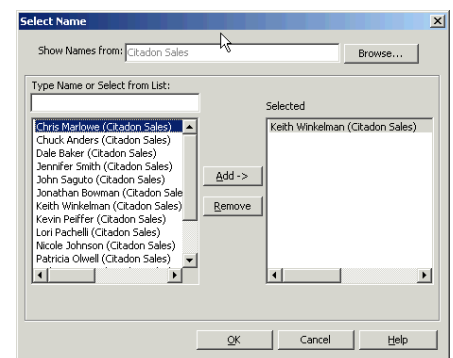 Select Name
Show Names from: Citadon Sales
Browse...
Type Name or Select from List:
Selected
Chris Marlowe (Citadon Sales)
Chuck Anders (Citadon Sales)
Dale Baker (Citadon Sales)
Jennifer Smith (Citadon Sales)
John Saguto (Citadon Sales)
Jonathan Bowman (Citadon Sale
Keith Winkelman (Citadon Sales)
Kevin Peiffer (Citadon Sales)
Lori Pachelli (Citadon Sales)
Nicole Johnson (Citadon Sales)
Patricia Olwell (Citadon Sales)
Add ->
Remove
Keith Winkelman (Citadon Sales)
OK
Cancel
Help